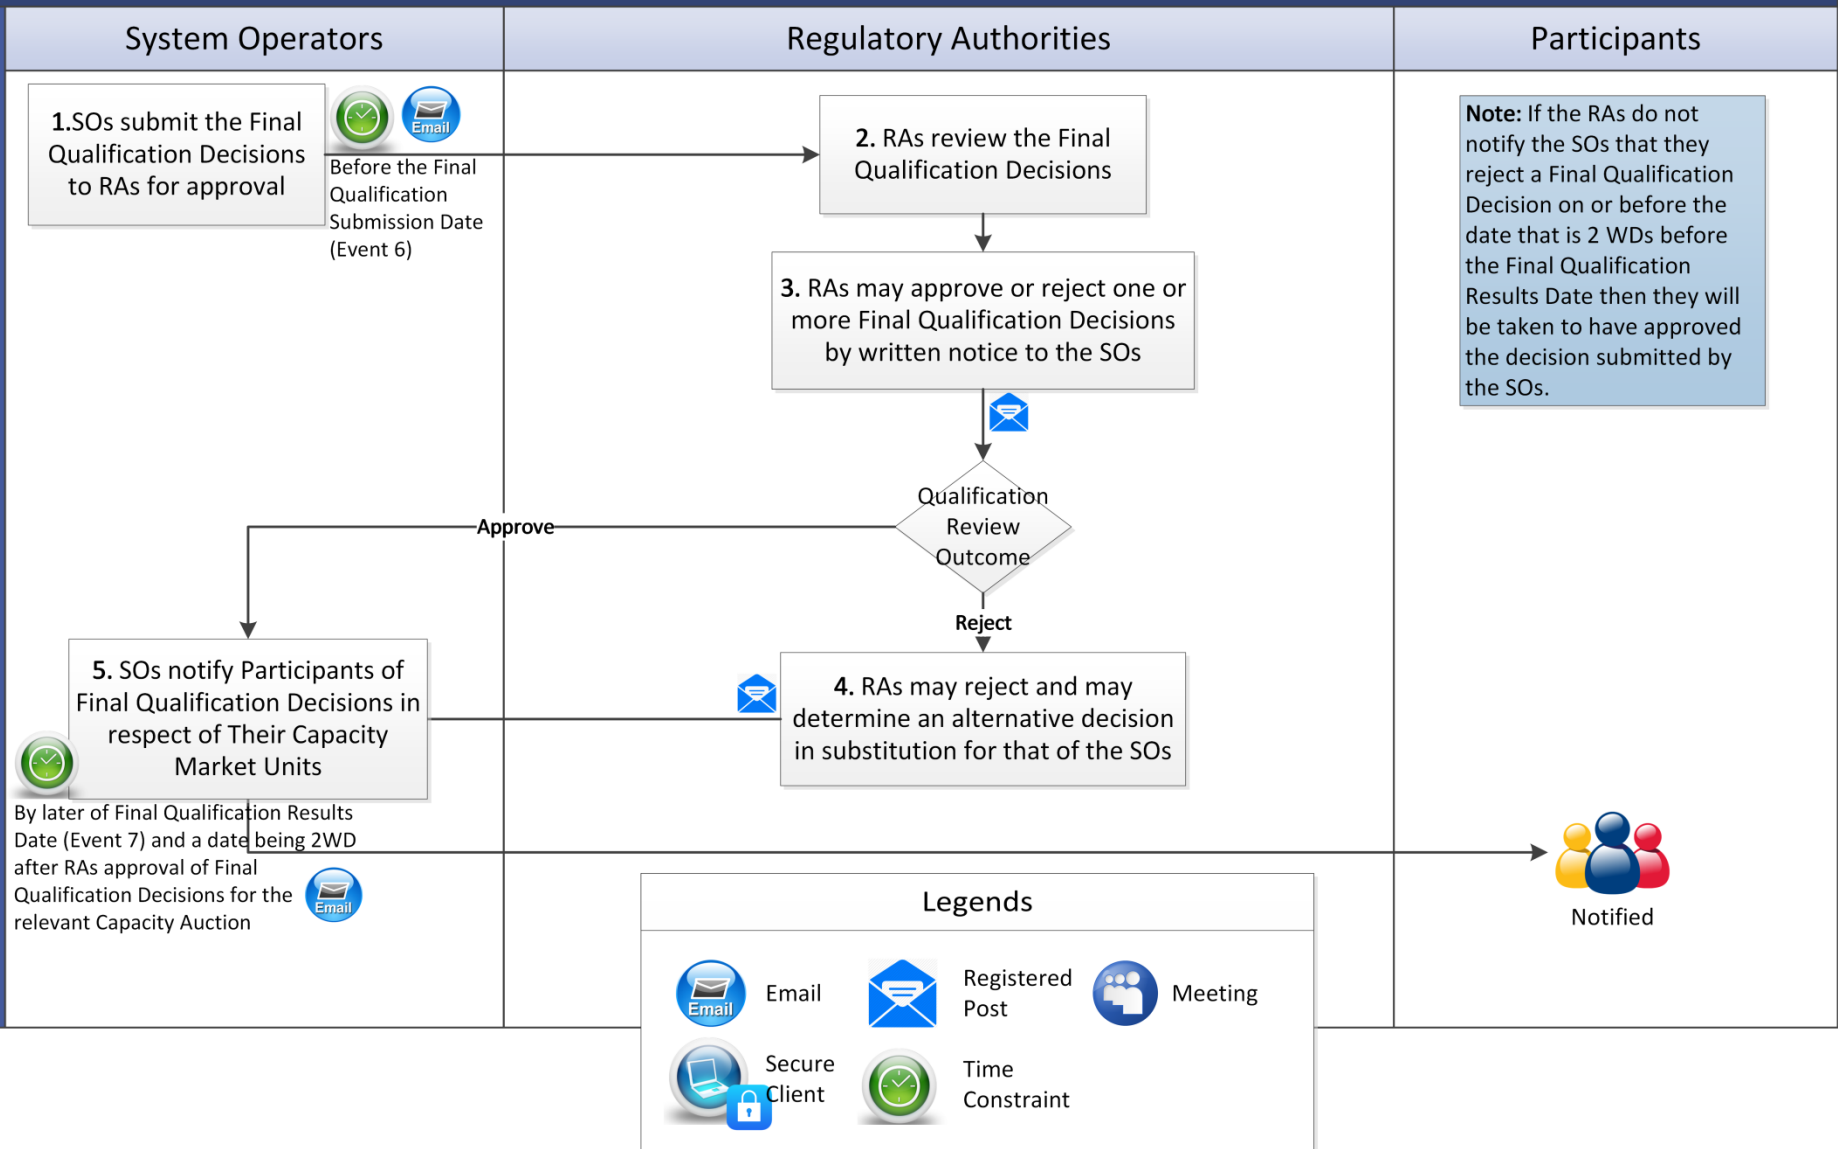 System Operators
Regulatory Authorities
Participants
1.SOs submit the Final
Qualification Decisions
to RAs for approval
Email
Before the Final
Qualification
Submission Date
(Event 6)
2. RAs review the Final
Qualification Decisions
3. RAs may approve or reject one or
more Final Qualification Decisions
by written notice to the SOs
Note: If the RAs do not
notify the SOs that they
reject a Final Qualification
Decision on or before the
date that is 2 WDs before
the Final Qualification
Results Date then they will
be taken to have approved
the decision submitted by
the SOs.
Qualification
Review
Outcome
Approve
Reject
4. RAs may reject and may
determine an alternative decision
in substitution for that of the SOs
5. SOs notify Participants of
Final Qualification Decisions in
respect of Their Capacity
Market Units
By later of Final Qualification Results
Date (Event 7) and a date being 2WD
after RAs approval of Final
Qualification Decisions for the
relevant Capacity Auction
Email
Notified
Legends
Email
Email
Registered
Post
Meeting
Secure
Client
Time
Constraint